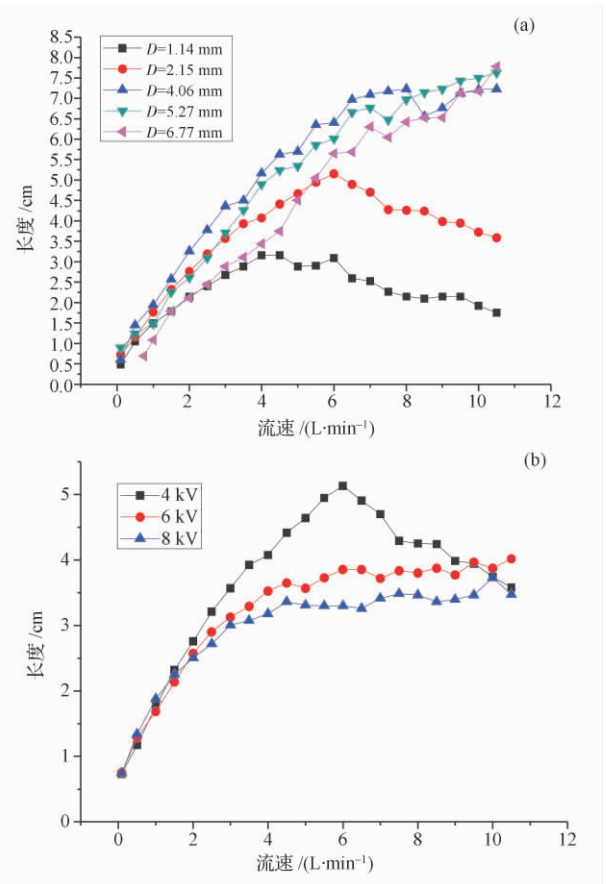 (a)
8.5
8.0
7.5
7.0
6.5
6.0
5.5
5.0
4.5
4.0
3.5
3.0
2.5
2.0
1.5
1.0
0.5
0.0
长度/cm
D=1.14 mm
D=2.15 mm
D=4.06 mm
D=5.27 mm
D=6.77 mm
0 2 4 6 8 10 12
流速/(L·min⁻¹)
(b)
5
4
3
2
1
0
长度/cm
4 kV
6 kV
8 kV
0 2 4 6 8 10 12
流速/(L·min⁻¹)